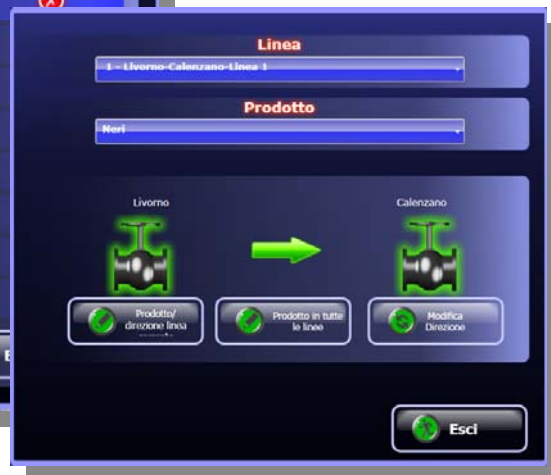 Linea
1 - Livorno-Calenzano-Linea 1
Prodotto
Neri
Livorno
Calenzano
Prodotto/
direzione linea
Prodotto in tutte
le linee
Modifica
Direzione
Esci